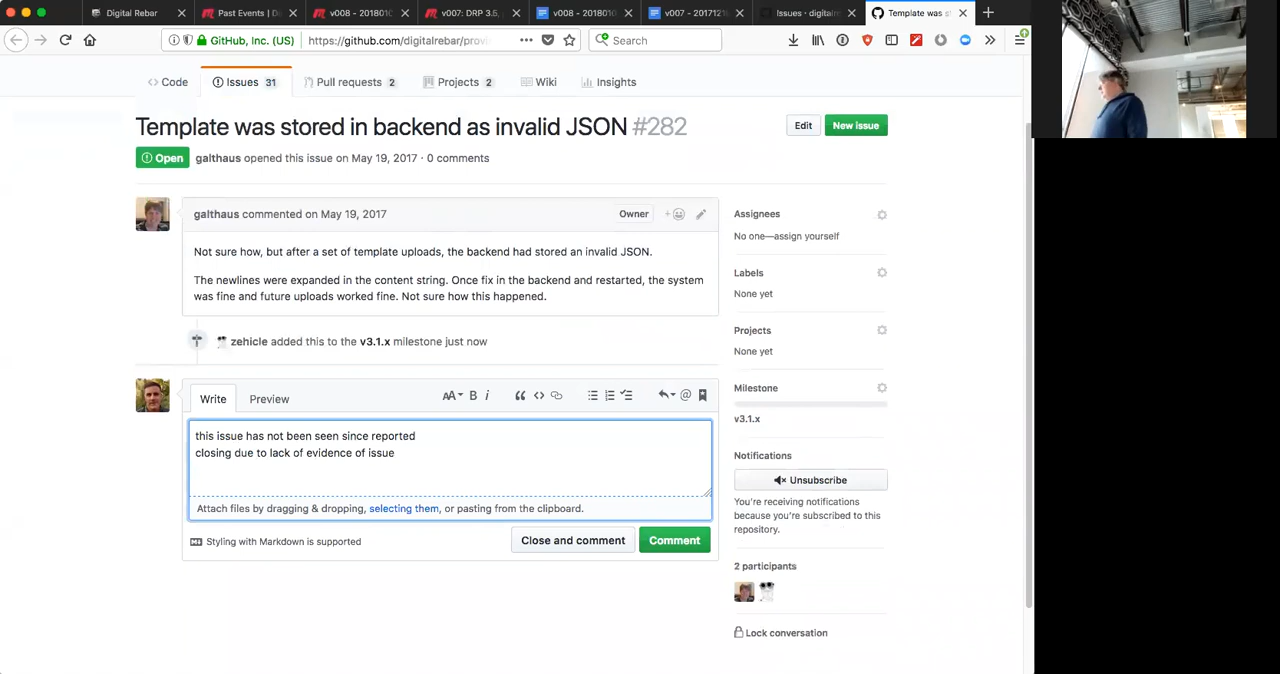 Digital Rebar
Past Events | D
v008 - 201801
v007: DRP 3.5,
v008 - 201801
v007 - 2017121
Issues · digitalre
Template was s
GitHub, Inc. (US)
https://github.com/digitalrebar/prov
Search
Code
Issues 31
Pull requests 2
Projects 2
Wiki
Insights
Template was stored in backend as invalid JSON #282
Edit
New issue
Open
galthaus opened this issue on May 19, 2017 · 0 comments
galthaus commented on May 19, 2017
Owner
Not sure how, but after a set of template uploads, the backend had stored an invalid JSON.
The newlines were expanded in the content string. Once fix in the backend and restarted, the system
was fine and future uploads worked fine. Not sure how this happened.
zehicle added this to the v3.1.x milestone just now
Write
Preview
AA B i
this issue has not been seen since reported
closing due to lack of evidence of issue
Attach files by dragging & dropping, selecting them, or pasting from the clipboard.
Styling with Markdown is supported
Close and comment
Comment
Assignees
No one—assign yourself
Labels
None yet
Projects
None yet
Milestone
v3.1.x
Notifications
Unsubscribe
You're receiving notifications
because you're subscribed to this
repository.
2 participants
Lock conversation